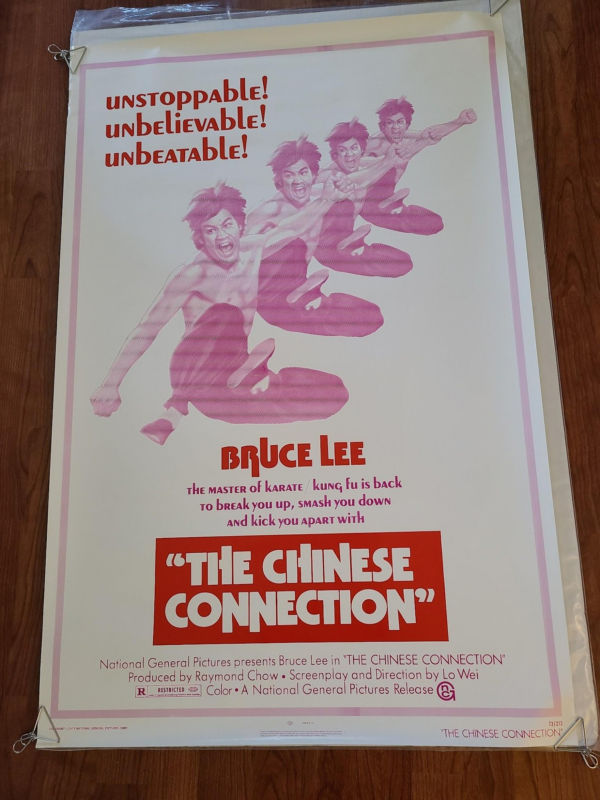 unstoppable!
unbelievable!
unbeatable!
BRUCE LEE
THE MASTER of KARATE / kung fu is back
TO break you up, SMASH you down
AND kick you APART with
"THE CHINESE
CONNECTION"
National General Pictures presents Bruce Lee in "THE CHINESE CONNECTION"
Produced by Raymond Chow • Screenplay and Direction by Lo Wei
R RESTRICTED Color • A National General Pictures Release nG
"THE CHINESE CONNECTION"